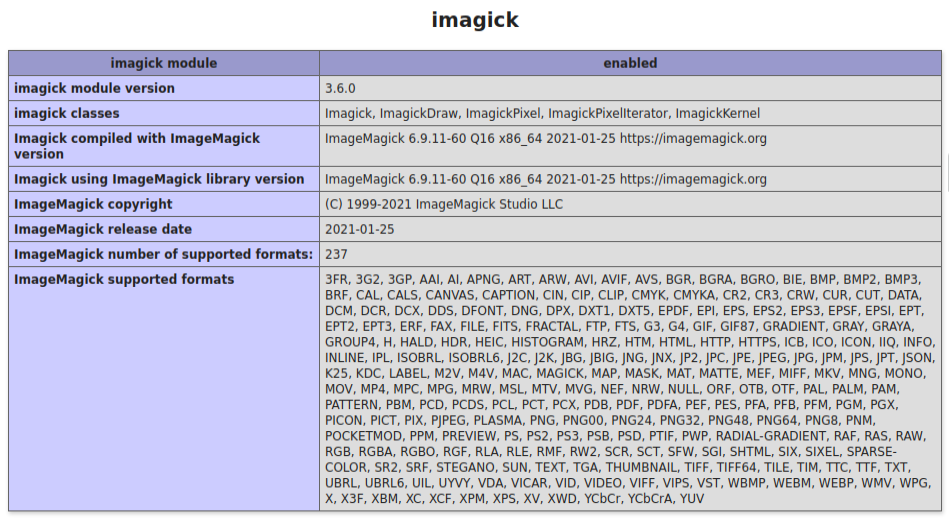 imagick
imagick module enabled
imagick module version 3.6.0
imagick classes Imagick, ImagickDraw, ImagickPixel, ImagickPixelIterator, ImagickKernel
Imagick compiled with ImageMagick
version
ImageMagick 6.9.11-60 Q16 x86_64 2021-01-25 https://imagemagick.org
Imagick using ImageMagick library version ImageMagick 6.9.11-60 Q16 x86_64 2021-01-25 https://imagemagick.org
ImageMagick copyright (C) 1999-2021 ImageMagick Studio LLC
ImageMagick release date 2021-01-25
ImageMagick number of supported formats: 237
ImageMagick supported formats 3FR, 3G2, 3GP, AAI, AI, APNG, ART, ARW, AVI, AVIF, AVS, BGR, BGRA, BGRO, BIE, BMP, BMP2, BMP3,
BRF, CAL, CALS, CANVAS, CAPTION, CIN, CIP, CLIP, CMYK, CMYKA, CR2, CR3, CRW, CUR, CUT, DATA,
DCM, DCR, DCX, DDS, DFONT, DNG, DPX, DXT1, DXT5, EPDF, EPI, EPS, EPS2, EPS3, EPSF, EPSI, EPT,
EPT2, EPT3, ERF, FAX, FILE, FITS, FRACTAL, FTP, FTS, G3, G4, GIF, GIF87, GRADIENT, GRAY, GRAYA,
GROUP4, H, HALD, HDR, HEIC, HISTOGRAM, HRZ, HTM, HTML, HTTP, HTTPS, ICB, ICO, ICON, IIQ, INFO,
INLINE, IPL, ISOBRL, ISOBRL6, J2C, J2K, JBG, JBIG, JNG, JNX, JP2, JPC, JPE, JPEG, JPG, JPM, JPS, JPT, JSON,
K25, KDC, LABEL, M2V, M4V, MAC, MAGICK, MAP, MASK, MAT, MATTE, MEF, MIFF, MKV, MNG, MONO,
MOV, MP4, MPC, MPG, MRW, MSL, MTV, MVG, NEF, NRW, NULL, ORF, OTB, OTF, PAL, PALM, PAM,
PATTERN, PBM, PCD, PCDS, PCL, PCT, PCX, PDB, PDF, PDFA, PEF, PES, PFA, PFB, PFM, PGM, PGX,
PICON, PICT, PIX, PJPEG, PLASMA, PNG, PNG00, PNG24, PNG32, PNG48, PNG64, PNG8, PNM,
POCKETMOD, PPM, PREVIEW, PS, PS2, PS3, PSB, PSD, PTIF, PWP, RADIAL-GRADIENT, RAF, RAS, RAW,
RGB, RGBA, RGBO, RGF, RLA, RLE, RMF, RW2, SCR, SCT, SFW, SGI, SHTML, SIX, SIXEL, SPARSE-
COLOR, SR2, SRF, STEGANO, SUN, TEXT, TGA, THUMBNAIL, TIFF, TIFF64, TILE, TIM, TTC, TTF, TXT,
UBRL, UBRL6, UIL, UYVY, VDA, VICAR, VID, VIDEO, VIFF, VIPS, VST, WBMP, WEBM, WEBP, WMV, WPG,
X, X3F, XBM, XC, XCF, XPM, XPS, XV, XWD, YCbCr, YCbCrA, YUV